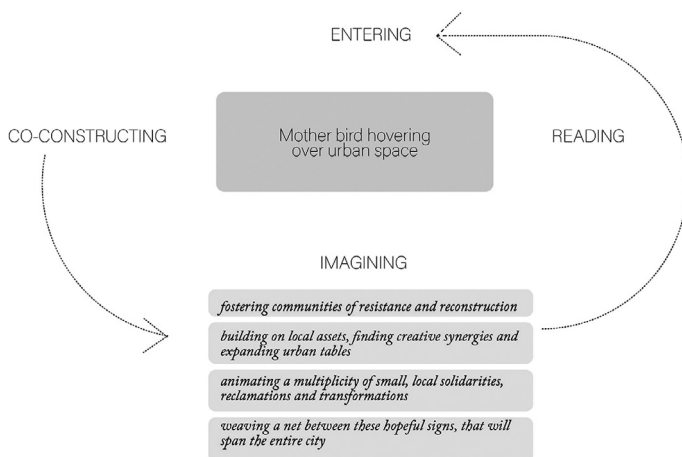 ENTERING
CO-CONSTRUCTING
Mother bird hovering
over urban space
READING
IMAGINING
fostering communities of resistance and reconstruction
building on local assets, finding creative synergies and
expanding urban tables
animating a multiplicity of small, local solidarities,
reclamations and transformations
weaving a net between these hopeful signs, that will
span the entire city